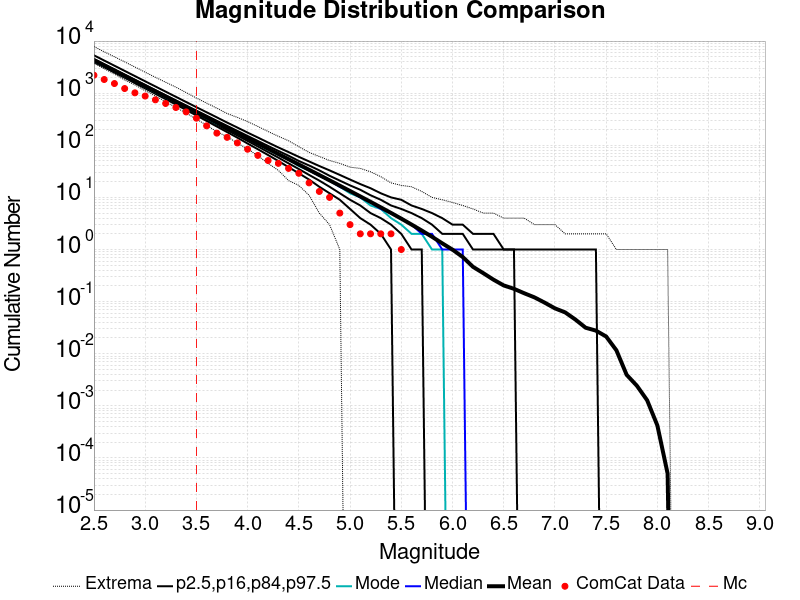 Magnitude Distribution Comparison
10^4
10^3
10^2
10^1
10^0
10^-1
10^-2
10^-3
10^-4
10^-5
Cumulative Number
2.5 3.0 3.5 4.0 4.5 5.0 5.5 6.0 6.5 7.0 7.5 8.0 8.5 9.0
Magnitude
Extrema p2.5,p16,p84,p97.5 Mode Median Mean ComCat Data Mc